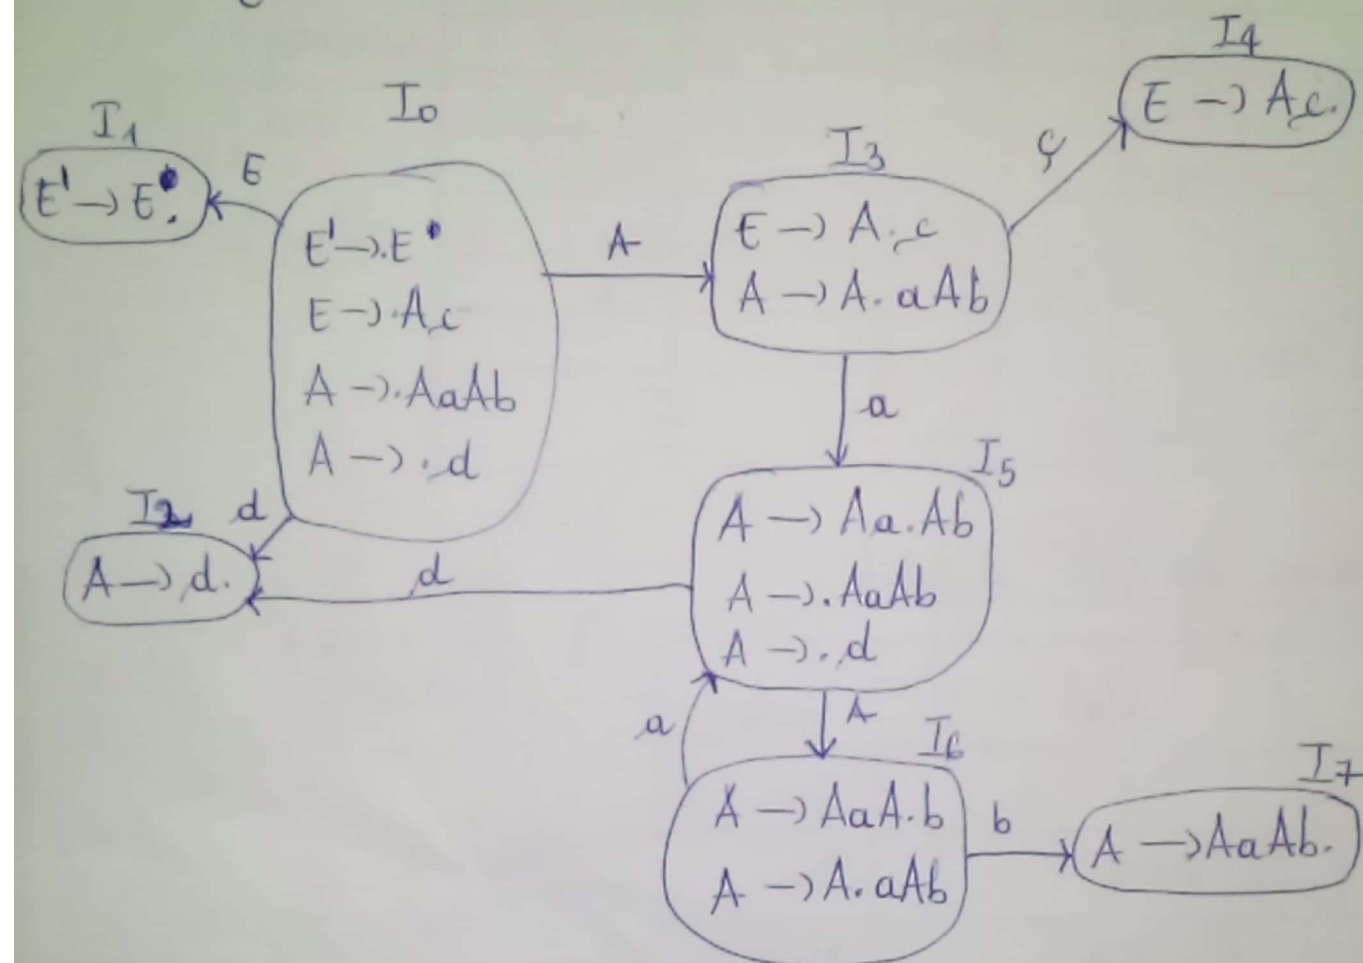 I4
E → Ac.
I0
I1
E' → E.
E
I3
ç
E → A.c
A → A.aAb
E' → .E
E → .Ac
A → .AaAb
A → .d
A
a
I5
A → Aa.Ab
A → .AaAb
A → .d
I2
d
A → d.
d
a
A
I6
A → AaA.b
A → A.aAb
b
I7
A → AaAb.